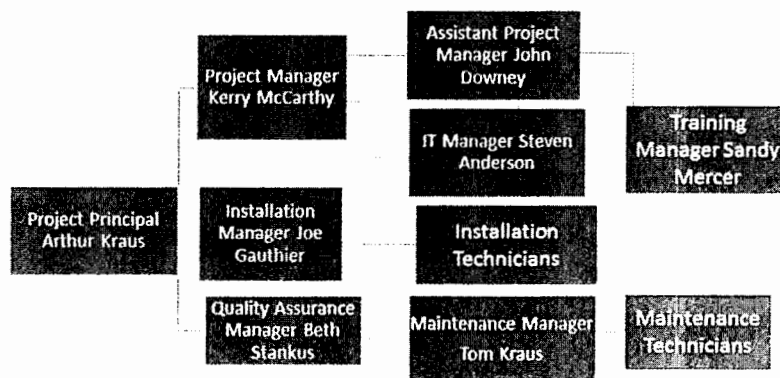 Assistant Project
Manager John
Downey
Project Manager
Kerry McCarthy
IT Manager Steven
Anderson
Training
Manager Sandy
Mercer
Project Principal
Arthur Kraus
Installation
Manager Joe
Gauthier
Installation
Technicians
Quality Assurance
Manager Beth
Stankus
Maintenance Manager
Tom Kraus
Maintenance
Technicians